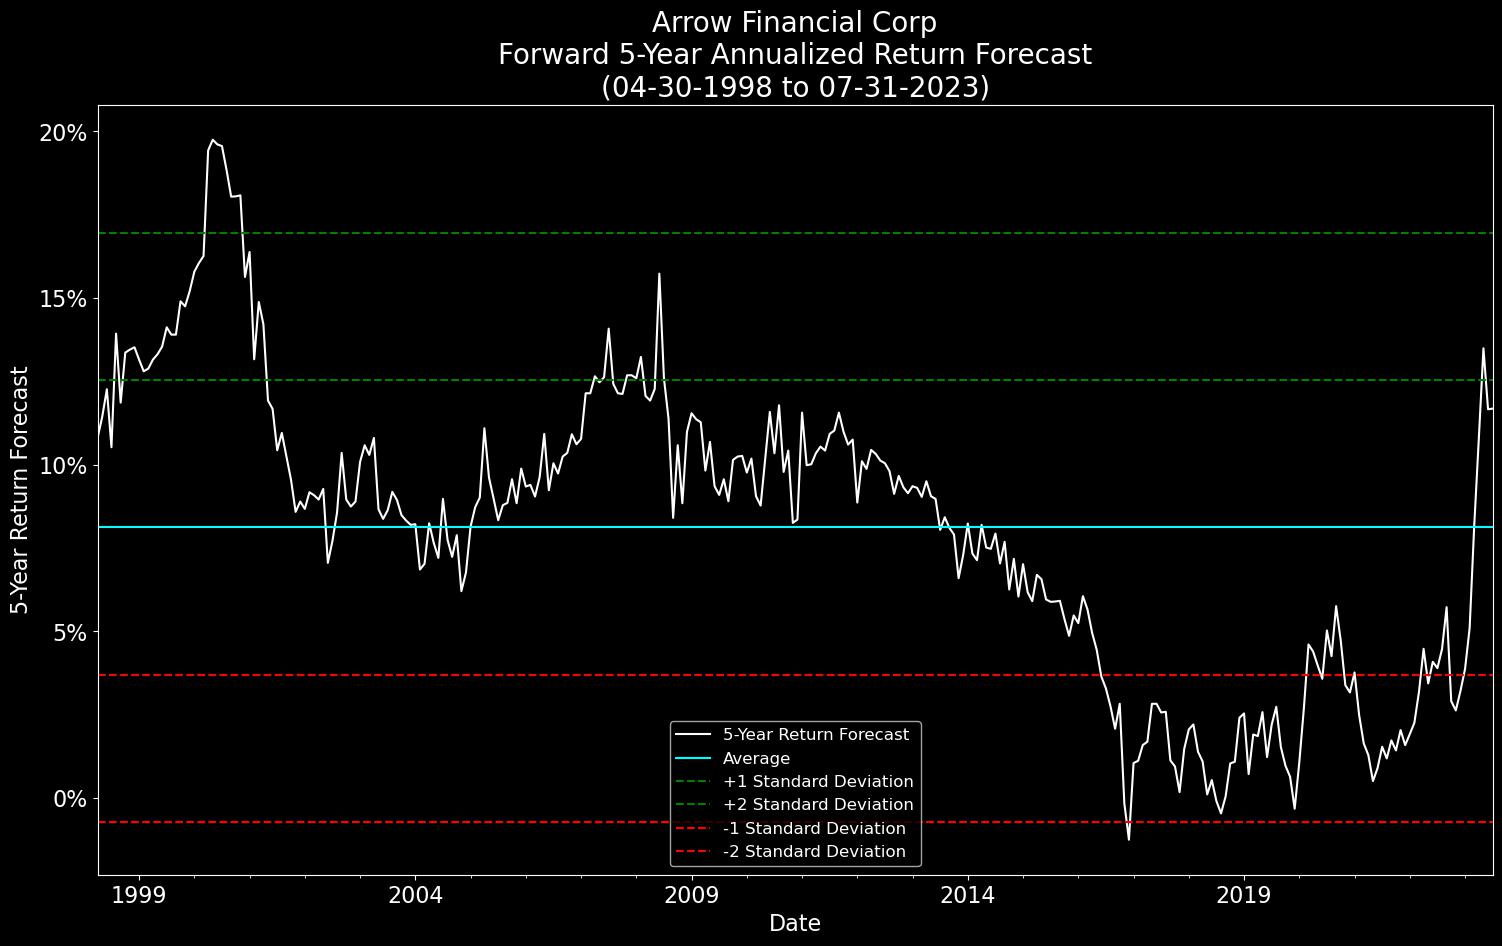 Arrow Financial Corp
Forward 5-Year Annualized Return Forecast
(04-30-1998 to 07-31-2023)
20%
15%
10%
5%
0%
5-Year Return Forecast
5-Year Return Forecast
Average
+1 Standard Deviation
+2 Standard Deviation
-1 Standard Deviation
-2 Standard Deviation
1999 2004 2009 2014 2019
Date